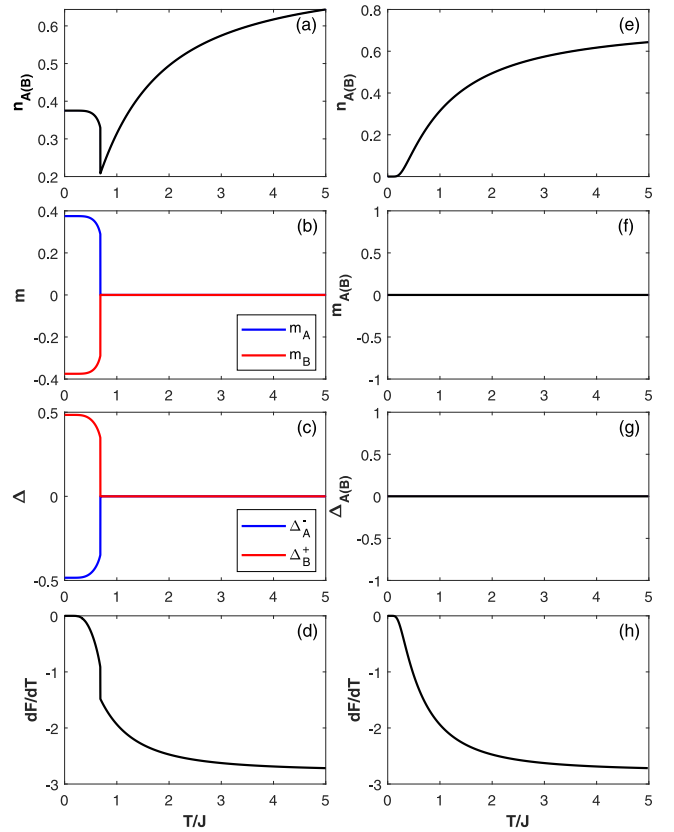 0.6
0.5
0.4
0.3
0.2
0 1 2 3 4 5
n_A(B)
(a)
0.8
0.6
0.4
0.2
0
0 1 2 3 4 5
n_A(B)
(e)
0.4
0.2
0
-0.2
-0.4
0 1 2 3 4 5
m
(b)
m_A
m_B
1
0.5
0
-0.5
-1
0 1 2 3 4 5
m_A(B)
(f)
0.5
0
-0.5
0 1 2 3 4 5
Δ
(c)
Δ_A^-
Δ_B^+
1
0.5
0
-0.5
-1
0 1 2 3 4 5
Δ_A(B)
(g)
0
-1
-2
-3
0 1 2 3 4 5
dF/dT
(d)
T/J
0
-1
-2
-3
0 1 2 3 4 5
dF/dT
(h)
T/J